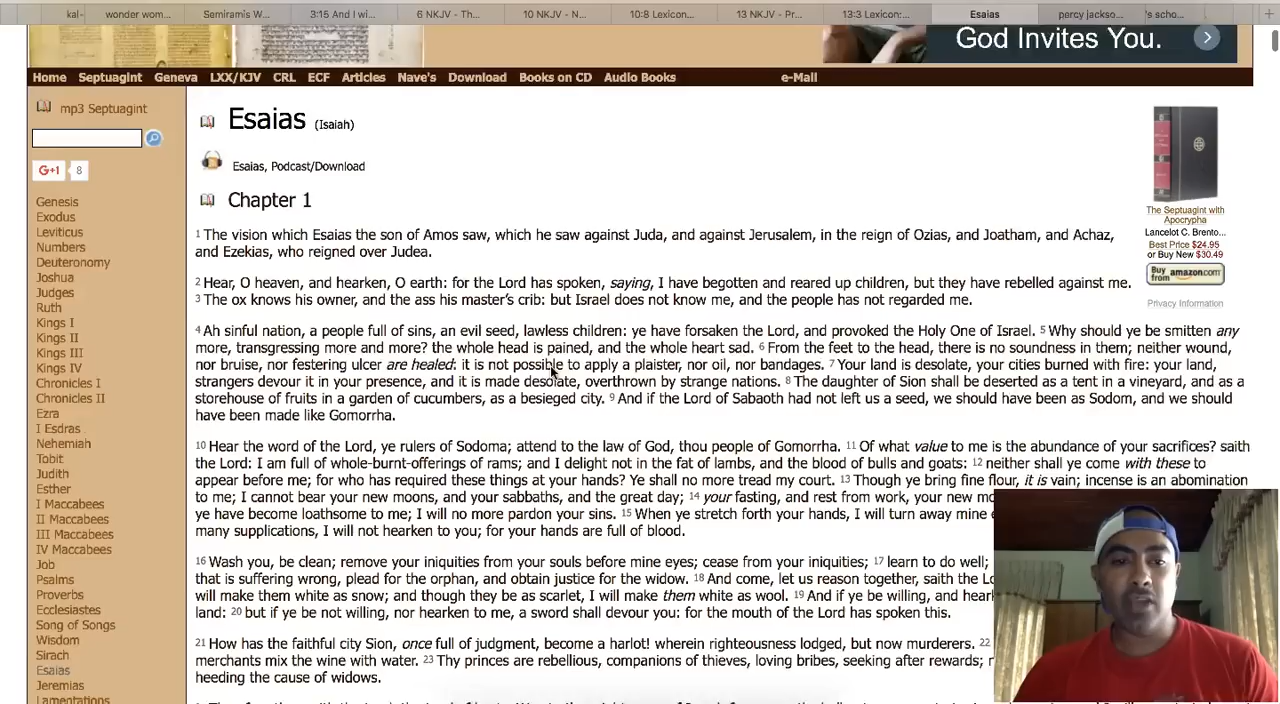 kal-
wonder wom...
Semiramis W...
3:15 And I wi...
6 NKJV - Th...
10 NKJV - N...
10:8 Lexicon:...
13 NKJV - Pr...
13:3 Lexicon:...
Esaias
percy jackso...
's scho...
God Invites You.
Home Septuagint Geneva LXX/KJV CRL ECF Articles Nave's Download Books on CD Audio Books e-Mail
mp3 Septuagint
G+1 8
Genesis
Exodus
Leviticus
Numbers
Deuteronomy
Joshua
Judges
Ruth
Kings I
Kings II
Kings III
Kings IV
Chronicles I
Chronicles II
Ezra
I Esdras
Nehemiah
Tobit
Judith
Esther
I Maccabees
II Maccabees
III Maccabees
IV Maccabees
Job
Psalms
Proverbs
Ecclesiastes
Song of Songs
Wisdom
Sirach
Esaias
Jeremias
Lamentations
Esaias (Isaiah)
Esaias, Podcast/Download
Chapter 1
1 The vision which Esaias the son of Amos saw, which he saw against Juda, and against Jerusalem, in the reign of Ozias, and Joatham, and Achaz,
and Ezekias, who reigned over Judea.
2 Hear, O heaven, and hearken, O earth: for the Lord has spoken, saying, I have begotten and reared up children, but they have rebelled against me.
3 The ox knows his owner, and the ass his master's crib: but Israel does not know me, and the people has not regarded me.
4 Ah sinful nation, a people full of sins, an evil seed, lawless children: ye have forsaken the Lord, and provoked the Holy One of Israel. 5 Why should ye be smitten any
more, transgressing more and more? the whole head is pained, and the whole heart sad. 6 From the feet to the head, there is no soundness in them; neither wound,
nor bruise, nor festering ulcer are healed: it is not possible to apply a plaister, nor oil, nor bandages. 7 Your land is desolate, your cities burned with fire: your land,
strangers devour it in your presence, and it is made desolate, overthrown by strange nations. 8 The daughter of Sion shall be deserted as a tent in a vineyard, and as a
storehouse of fruits in a garden of cucumbers, as a besieged city. 9 And if the Lord of Sabaoth had not left us a seed, we should have been as Sodom, and we should
have been made like Gomorrha.
10 Hear the word of the Lord, ye rulers of Sodoma; attend to the law of God, thou people of Gomorrha. 11 Of what value to me is the abundance of your sacrifices? saith
the Lord: I am full of whole-burnt-offerings of rams; and I delight not in the fat of lambs, and the blood of bulls and goats: 12 neither shall ye come with these to
appear before me; for who has required these things at your hands? Ye shall no more tread my court. 13 Though ye bring fine flour, it is vain; incense is an abomination
to me; I cannot bear your new moons, and your sabbaths, and the great day; 14 your fasting, and rest from work, your new mo
ye have become loathsome to me; I will no more pardon your sins. 15 When ye stretch forth your hands, I will turn away mine e
many supplications, I will not hearken to you; for your hands are full of blood.
16 Wash you, be clean; remove your iniquities from your souls before mine eyes; cease from your iniquities; 17 learn to do well;
that is suffering wrong, plead for the orphan, and obtain justice for the widow. 18 And come, let us reason together, saith the Lo
will make them white as snow; and though they be as scarlet, I will make them white as wool. 19 And if ye be willing, and hear
land: 20 but if ye be not willing, nor hearken to me, a sword shall devour you: for the mouth of the Lord has spoken this.
21 How has the faithful city Sion, once full of judgment, become a harlot! wherein righteousness lodged, but now murderers. 22
merchants mix the wine with water. 23 Thy princes are rebellious, companions of thieves, loving bribes, seeking after rewards; n
heeding the cause of widows.
The Septuagint with
Apocrypha
Lancelot C. Brento...
Best Price $24.95
or Buy New $30.49
Buy from amazon.com
Privacy Information